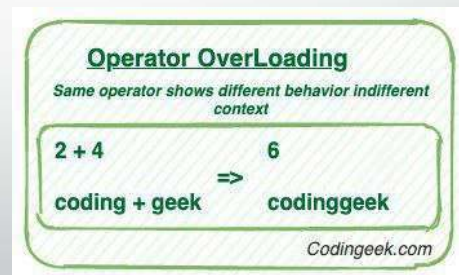 Operator OverLoading
Same operator shows different behavior indifferent
context
2 + 4 6
=>
coding + geek codinggeek
Codingeek.com